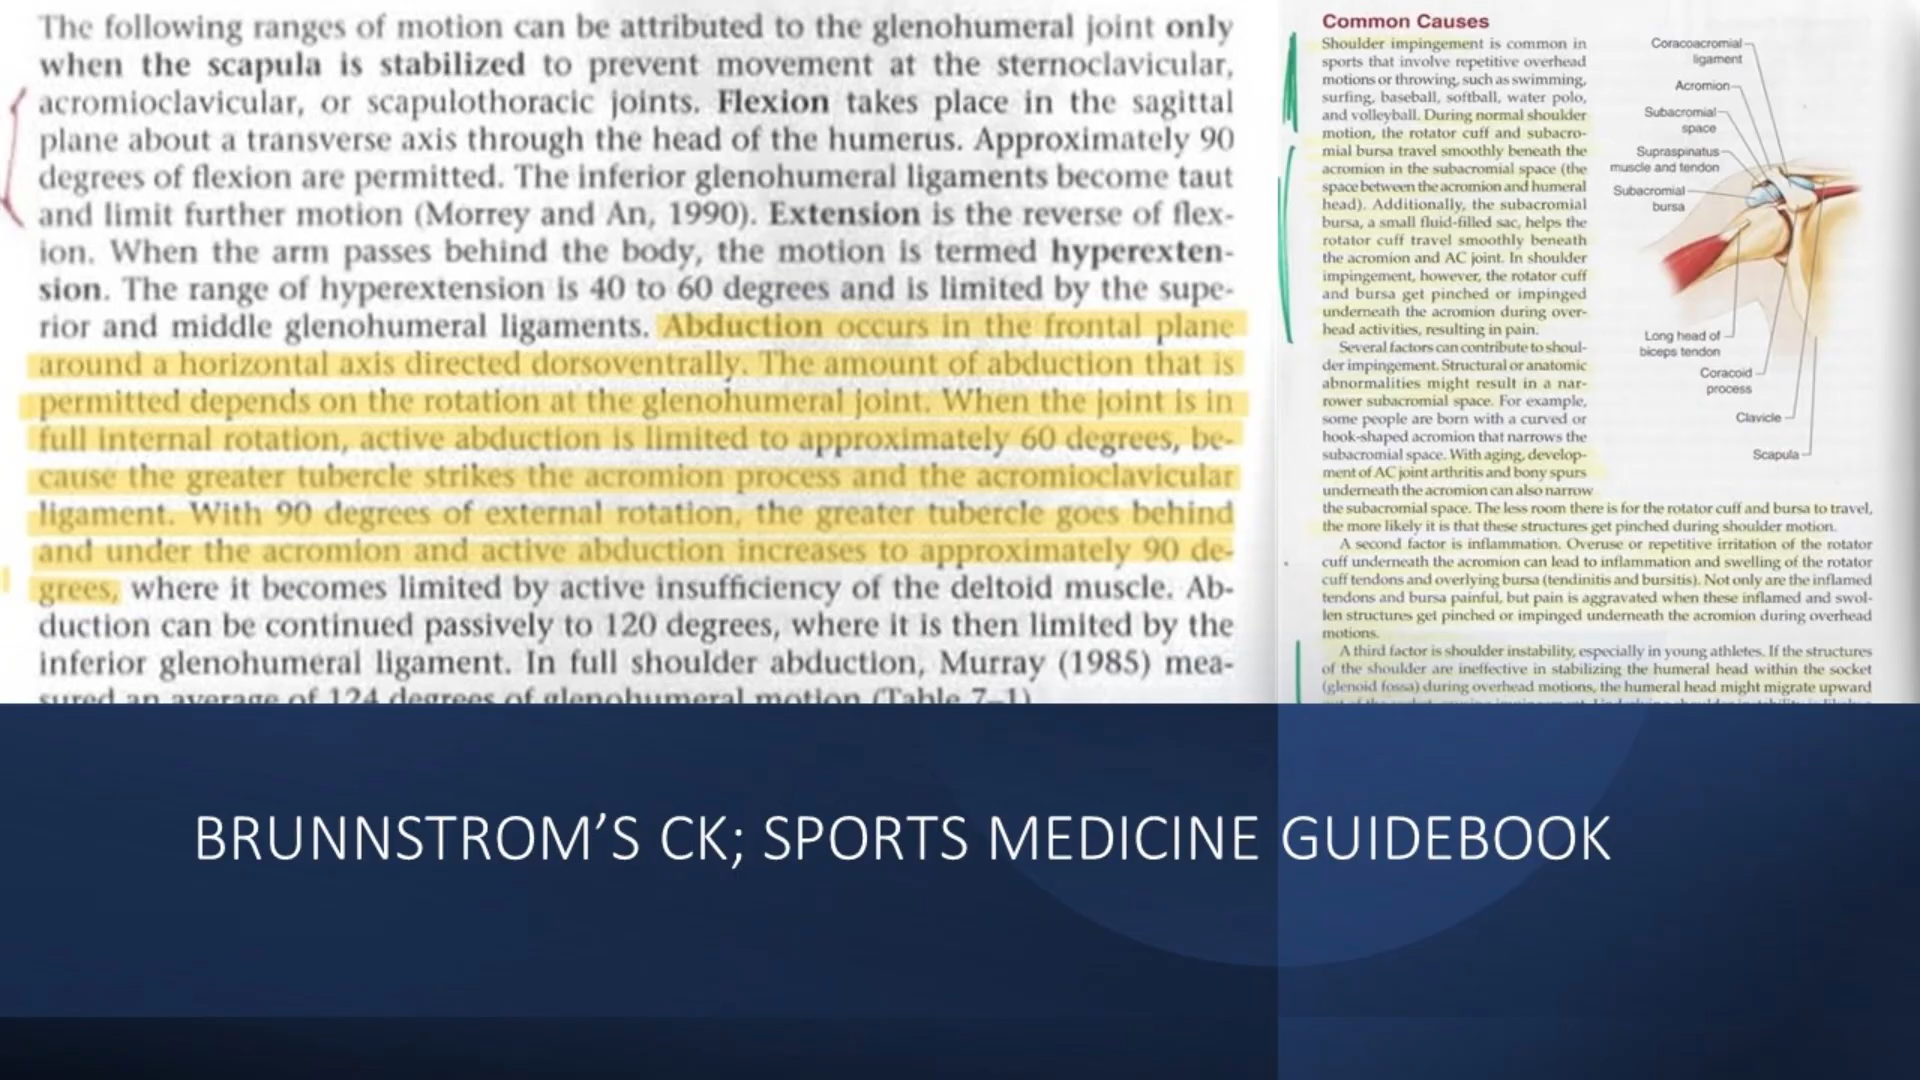 The following ranges of motion can be attributed to the glenohumeral joint only
when the scapula is stabilized to prevent movement at the sternoclavicular,
acromioclavicular, or scapulothoracic joints. Flexion takes place in the sagittal
plane about a transverse axis through the head of the humerus. Approximately 90
degrees of flexion are permitted. The inferior glenohumeral ligaments become taut
and limit further motion (Morrey and An, 1990). Extension is the reverse of flex-
ion. When the arm passes behind the body, the motion is termed hyperexten-
sion. The range of hyperextension is 40 to 60 degrees and is limited by the supe-
rior and middle glenohumeral ligaments. Abduction occurs in the frontal plane
around a horizontal axis directed dorsoventrally. The amount of abduction that is
permitted depends on the rotation at the glenohumeral joint. When the joint is in
full internal rotation, active abduction is limited to approximately 60 degrees, be-
cause the greater tubercle strikes the acromion process and the acromioclavicular
ligament. With 90 degrees of external rotation, the greater tubercle goes behind
and under the acromion and active abduction increases to approximately 90 de-
grees, where it becomes limited by active insufficiency of the deltoid muscle. Ab-
duction can be continued passively to 120 degrees, where it is then limited by the
inferior glenohumeral ligament. In full shoulder abduction, Murray (1985) mea-
sured an average of 124 degrees of glenohumeral motion (Table 7–1)
Common Causes
Shoulder impingement is common in
sports that involve repetitive overhead
motions or throwing, such as swimming,
surfing, baseball, softball, water polo,
and volleyball. During normal shoulder
motion, the rotator cuff and subacro-
mial bursa travel smoothly beneath the
acromion in the subacromial space (the
space between the acromion and humeral
head). Additionally, the subacromial
bursa, a small fluid-filled sac, helps the
rotator cuff travel smoothly beneath
the acromion and AC joint. In shoulder
impingement, however, the rotator cuff
and bursa get pinched or impinged
underneath the acromion during over-
head activities, resulting in pain.
Several factors can contribute to shoul-
der impingement. Structural or anatomic
abnormalities might result in a nar-
rower subacromial space. For example,
some people are born with a curved or
hook-shaped acromion that narrows the
subacromial space. With aging, develop-
ment of AC joint arthritis and bony spurs
underneath the acromion can also narrow
the subacromial space. The less room there is for the rotator cuff and bursa to travel,
the more likely it is that these structures get pinched during shoulder motion.
A second factor is inflammation. Overuse or repetitive irritation of the rotator
cuff underneath the acromion can lead to inflammation and swelling of the rotator
cuff tendons and overlying bursa (tendinitis and bursitis). Not only are the inflamed
tendons and bursa painful, but pain is aggravated when these inflamed and swol-
len structures get pinched or impinged underneath the acromion during overhead
motions.
A third factor is shoulder instability, especially in young athletes. If the structures
of the shoulder are ineffective in stabilizing the humeral head within the socket
(glenoid fossa) during overhead motions, the humeral head might migrate upward
Coracoacromial
ligament
Acromion
Subacromial
space
Supraspinatus
muscle and tendon
Subacromial
bursa
Long head of
biceps tendon
Coracoid
process
Clavicle
Scapula
BRUNNSTROM’S CK; SPORTS MEDICINE GUIDEBOOK